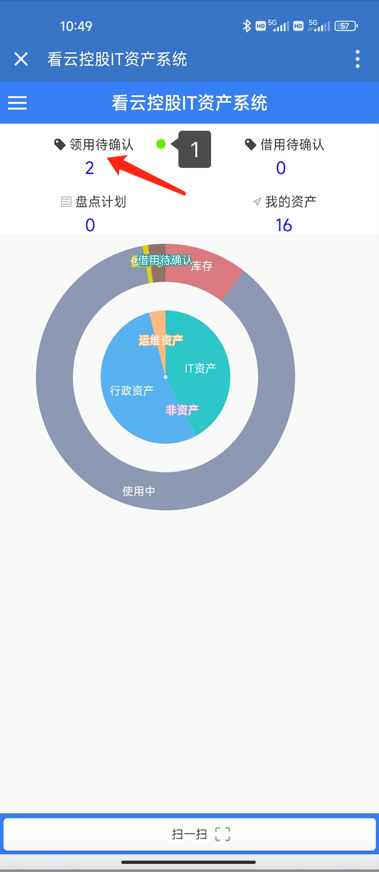 10:49
HD 5G HD 5G 57
看云控股IT资产系统
看云控股IT资产系统
领用待确认
1
借用待确认
2
0
盘点计划
我的资产
0
16
借用待确认
库存
运维资产
IT资产
行政资产
非资产
使用中
扫一扫